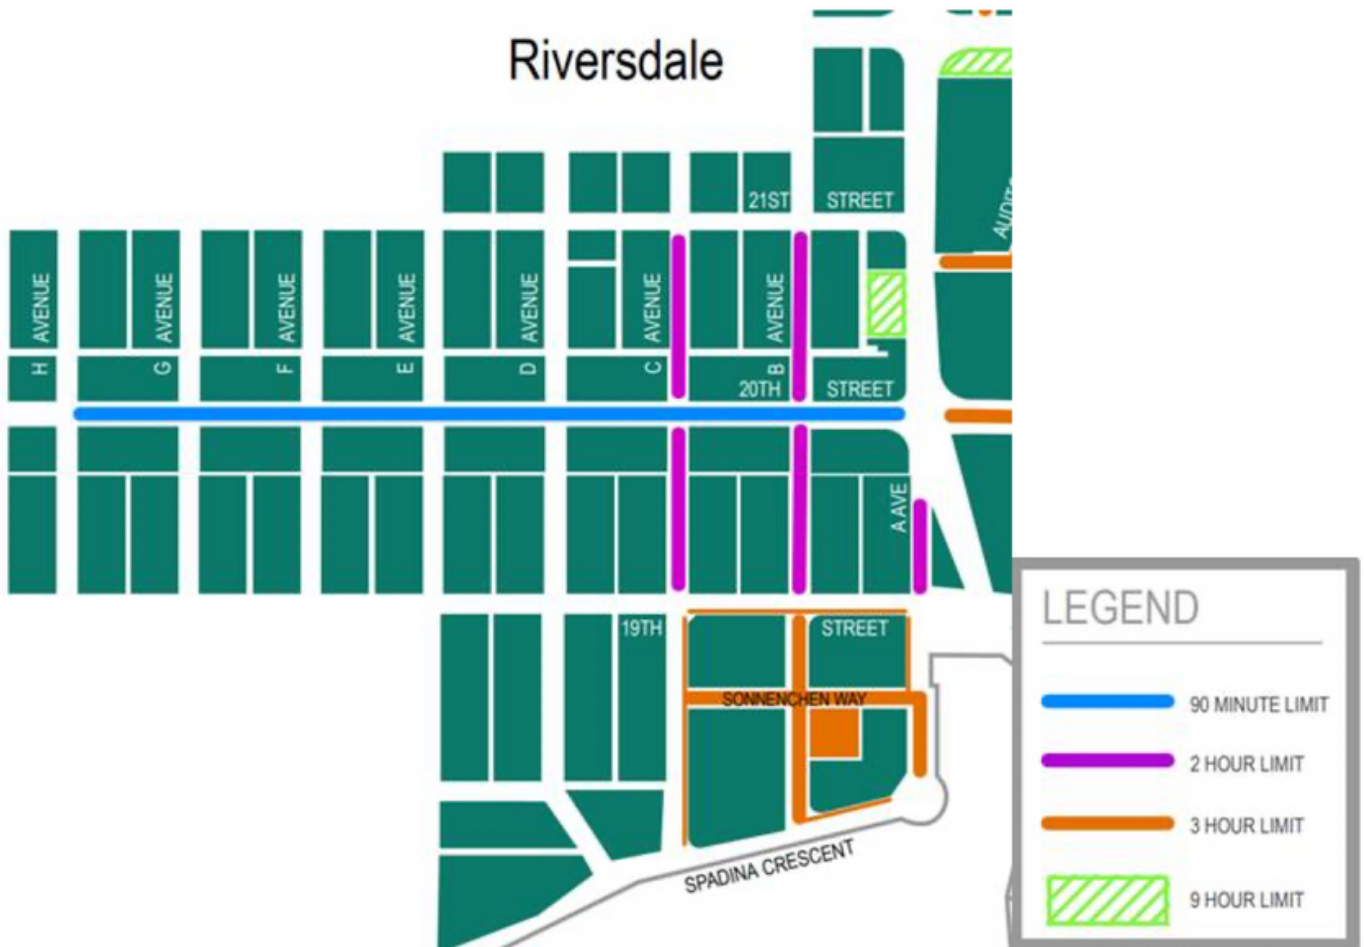 Riversdale
21ST STREET
AUDIT
H AVENUE
G AVENUE
F AVENUE
E AVENUE
D AVENUE
C AVENUE
B AVENUE
20TH STREET
A AVE
19TH STREET
SONNENCHEN WAY
SPADINA CRESCENT
LEGEND
90 MINUTE LIMIT
2 HOUR LIMIT
3 HOUR LIMIT
9 HOUR LIMIT